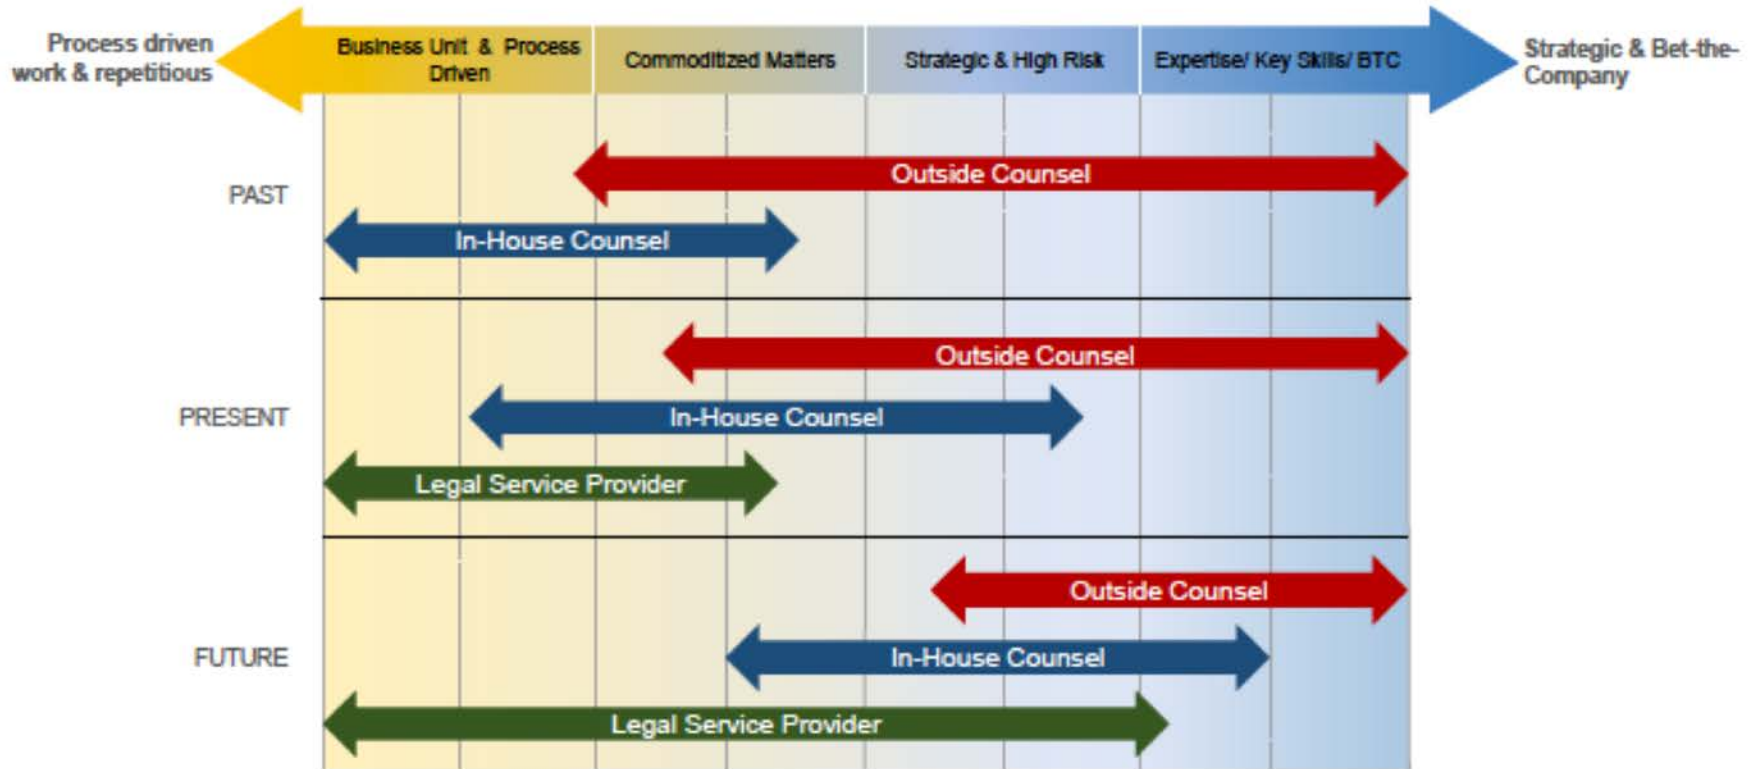 Process driven
work & repetitious
Business Unit & Process
Driven
Commoditized Matters
Strategic & High Risk
Expertise/ Key Skills/ BTC
Strategic & Bet-the-
Company
PAST
Outside Counsel
In-House Counsel
PRESENT
Outside Counsel
In-House Counsel
Legal Service Provider
FUTURE
Outside Counsel
In-House Counsel
Legal Service Provider